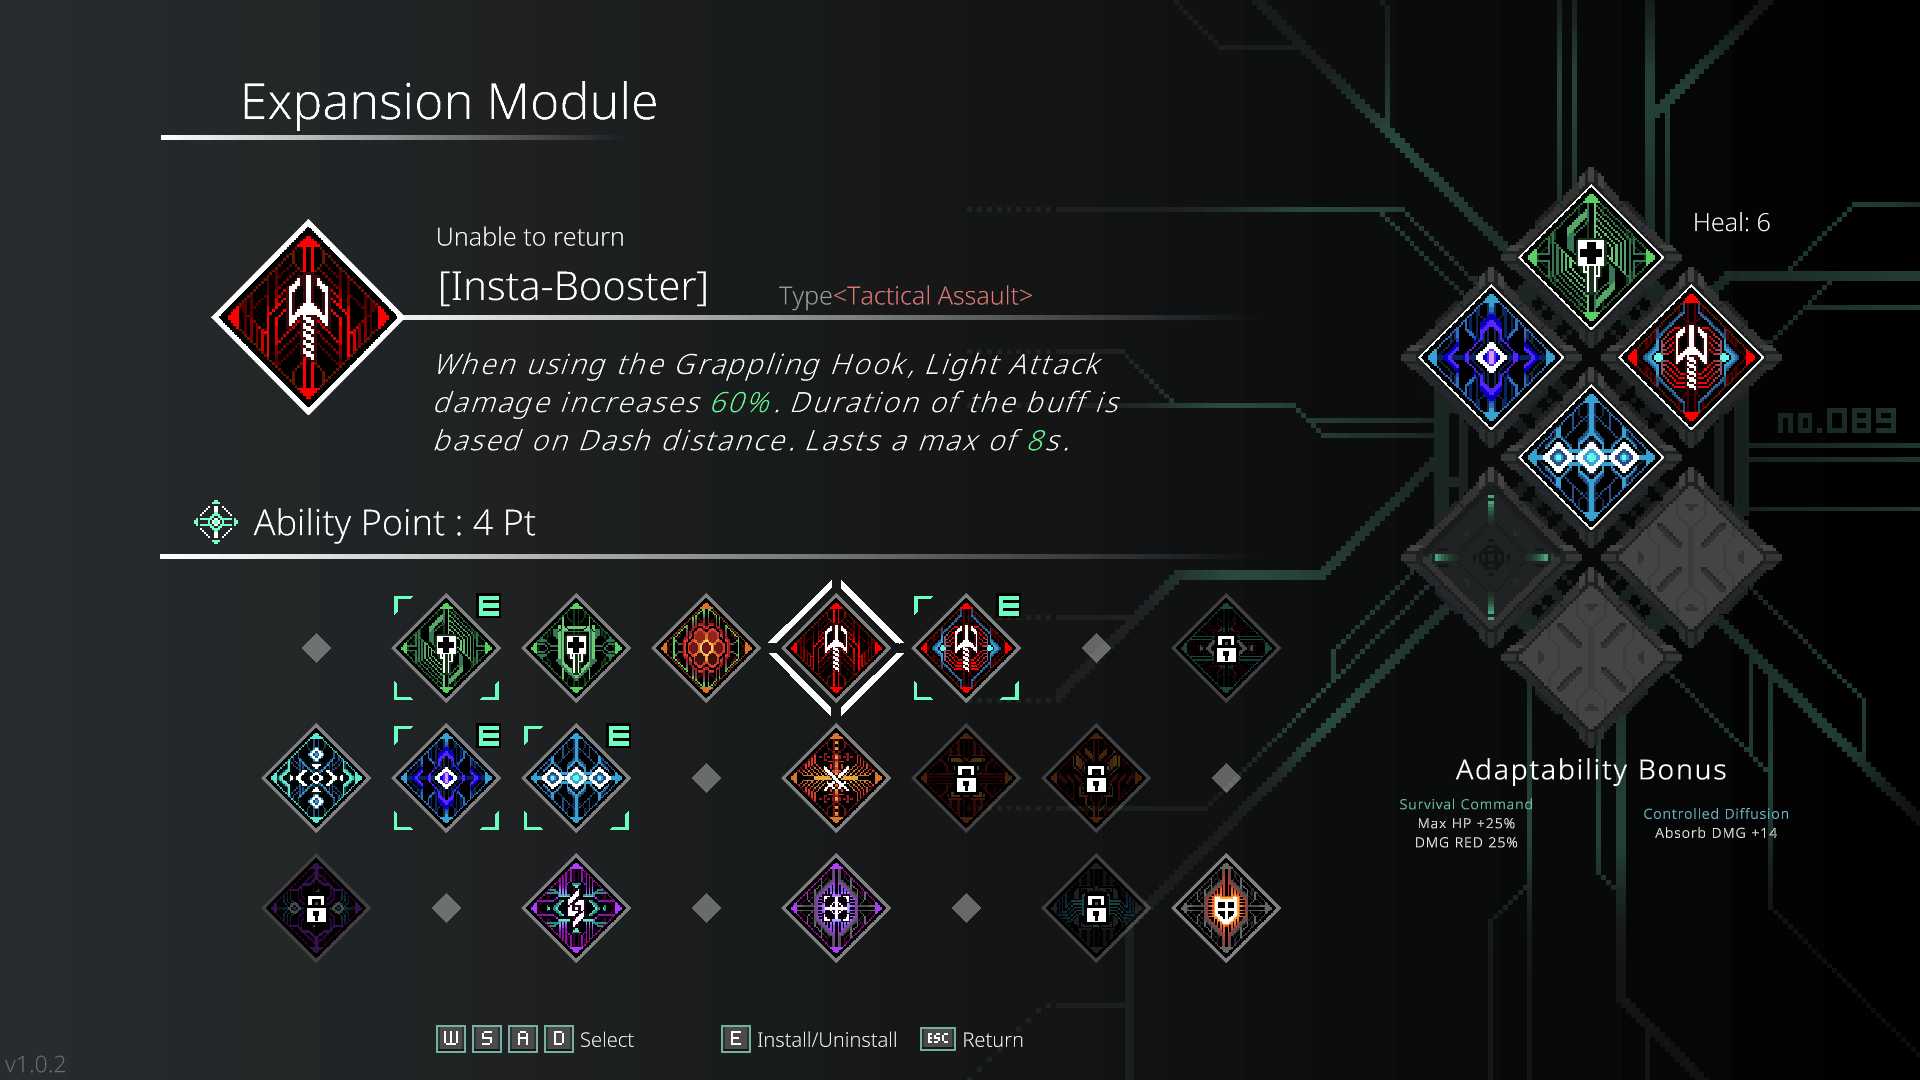 Expansion Module
Unable to return
[Insta-Booster]
Type<Tactical Assault>
When using the Grappling Hook, Light Attack
damage increases 60%. Duration of the buff is
based on Dash distance. Lasts a max of 8s.
Ability Point : 4 Pt
E
E
E
E
Heal: 6
no.089
Adaptability Bonus
Survival Command
Max HP +25%
DMG RED 25%
Controlled Diffusion
Absorb DMG +14
W S A D Select
E Install/Uninstall
ESC Return
v1.0.2